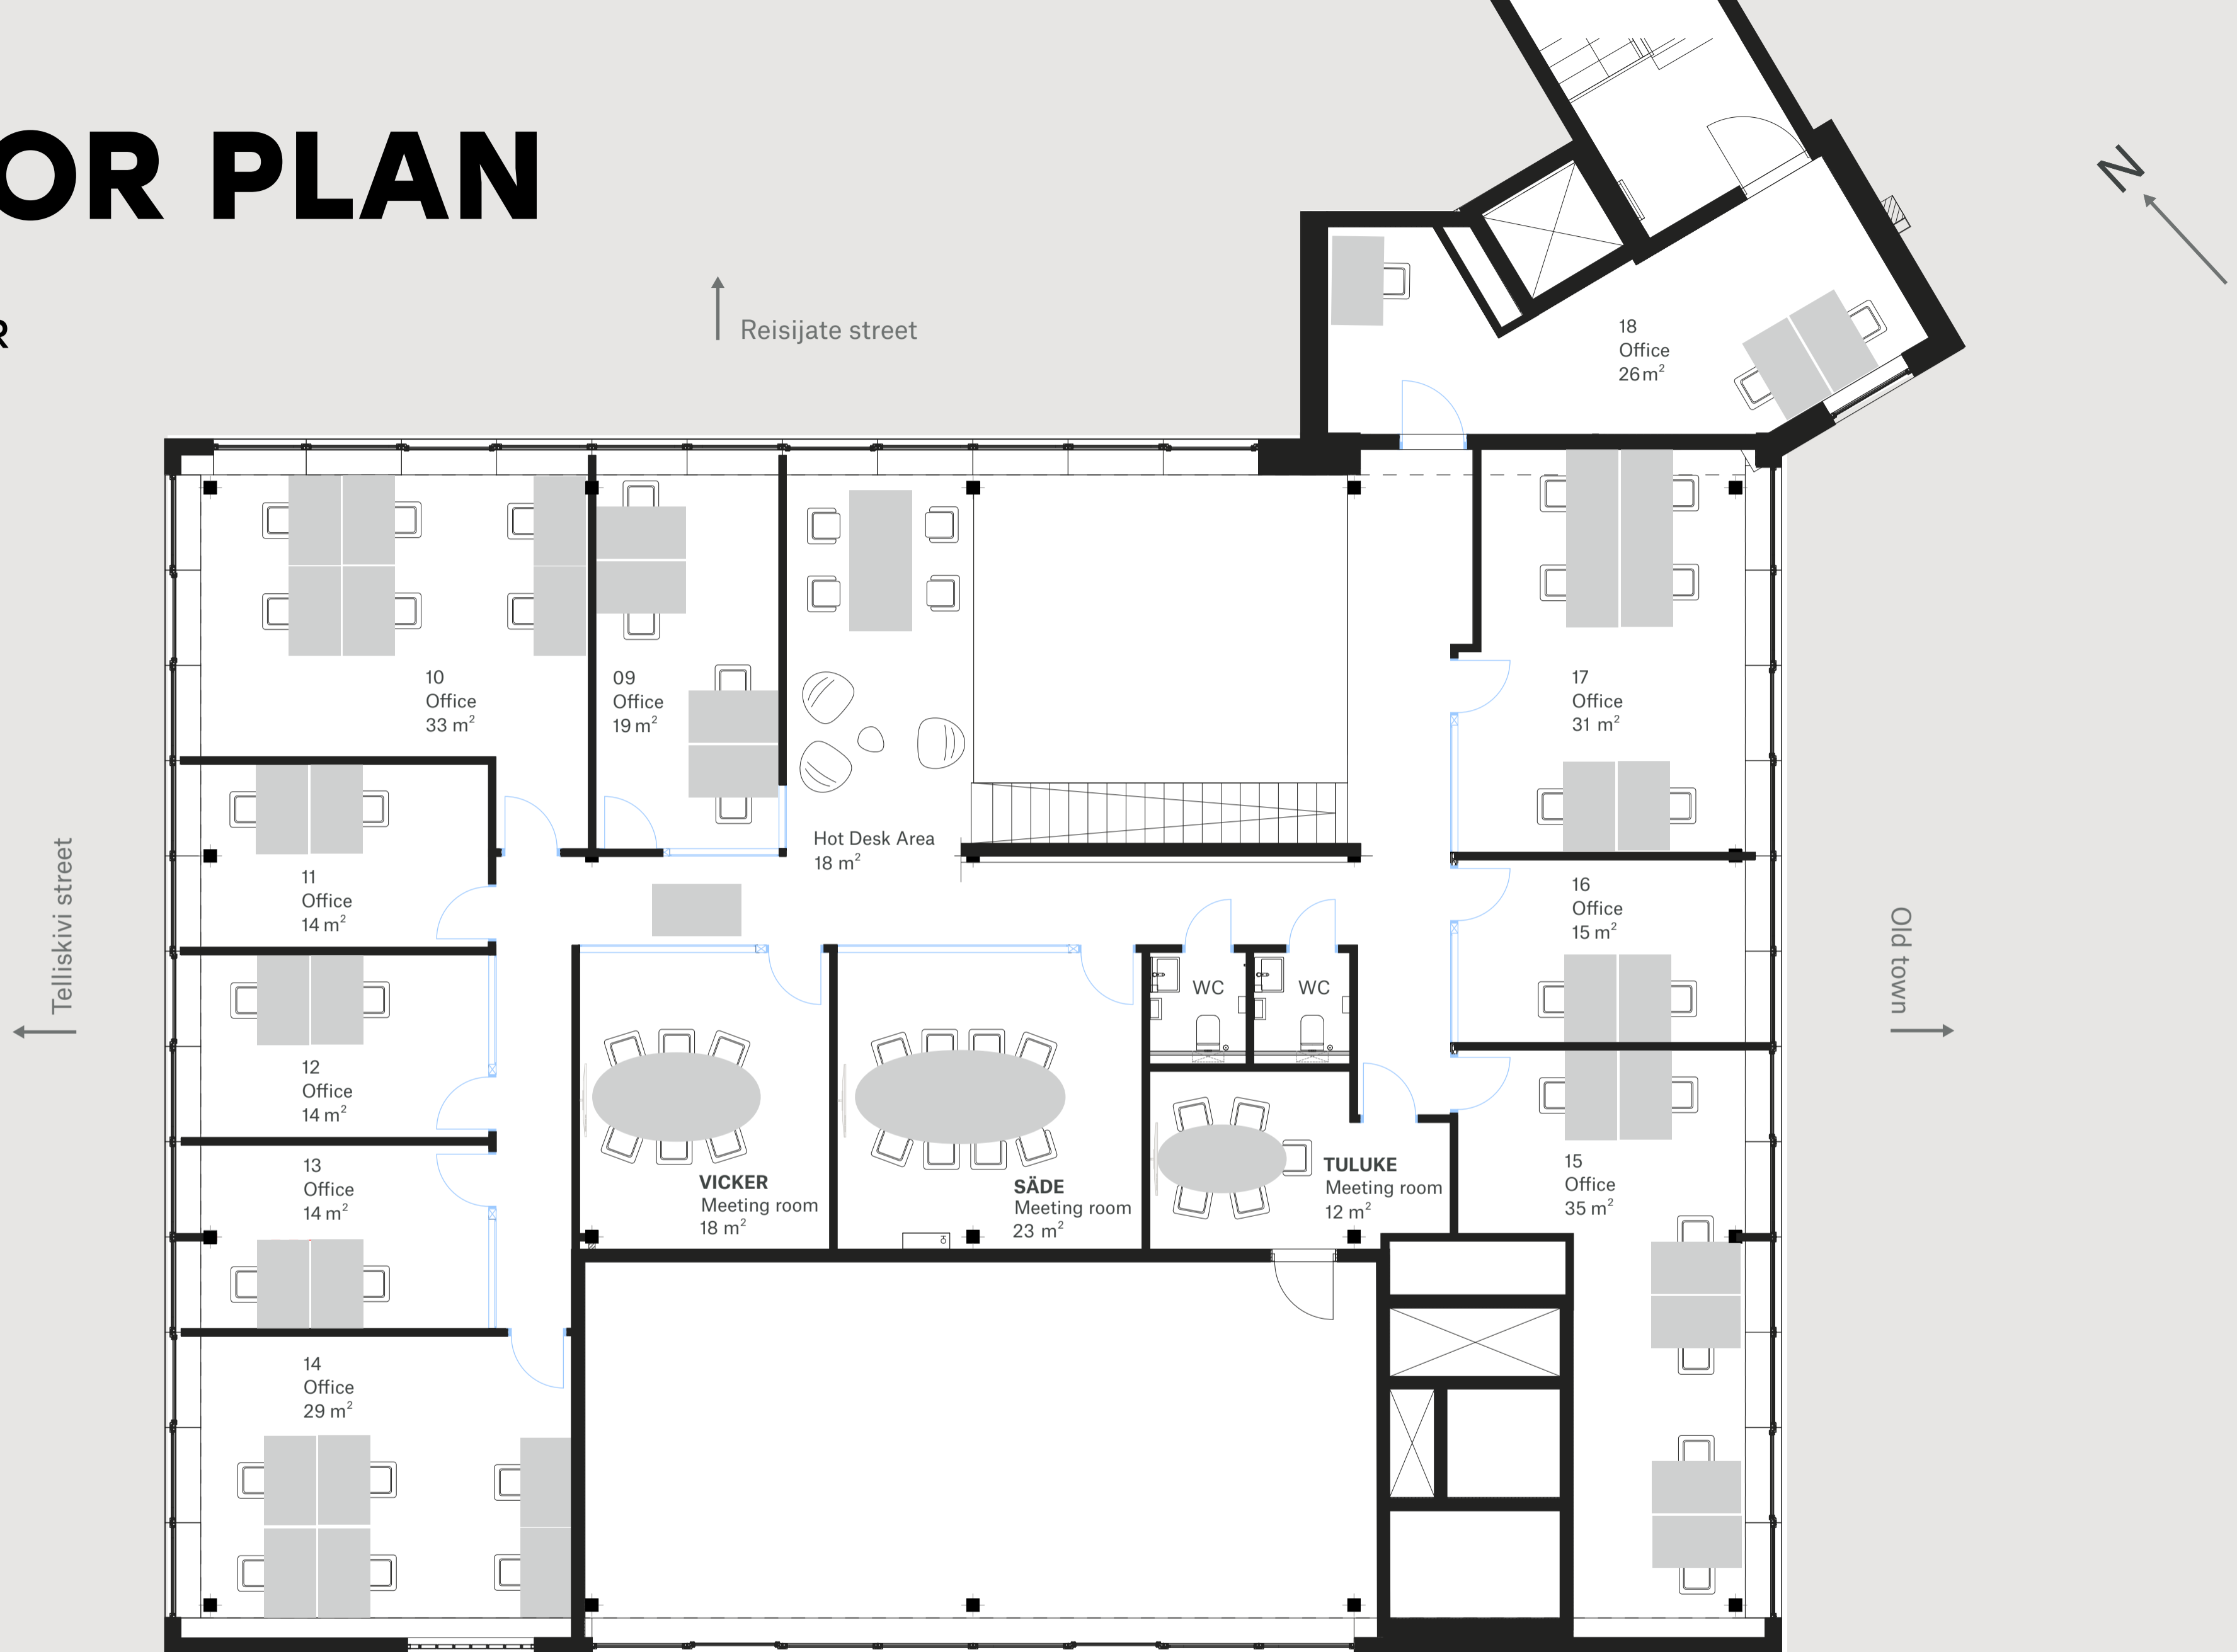 OR PLAN
R
N
Reisijate street
Telliskivi street
Old town
18
Office
26 m²
10
Office
33 m²
09
Office
19 m²
17
Office
31 m²
Hot Desk Area
18 m²
11
Office
14 m²
16
Office
15 m²
WC
WC
12
Office
14 m²
13
Office
14 m²
VICKER
Meeting room
18 m²
SÄDE
Meeting room
23 m²
TULUKE
Meeting room
12 m²
15
Office
35 m²
14
Office
29 m²